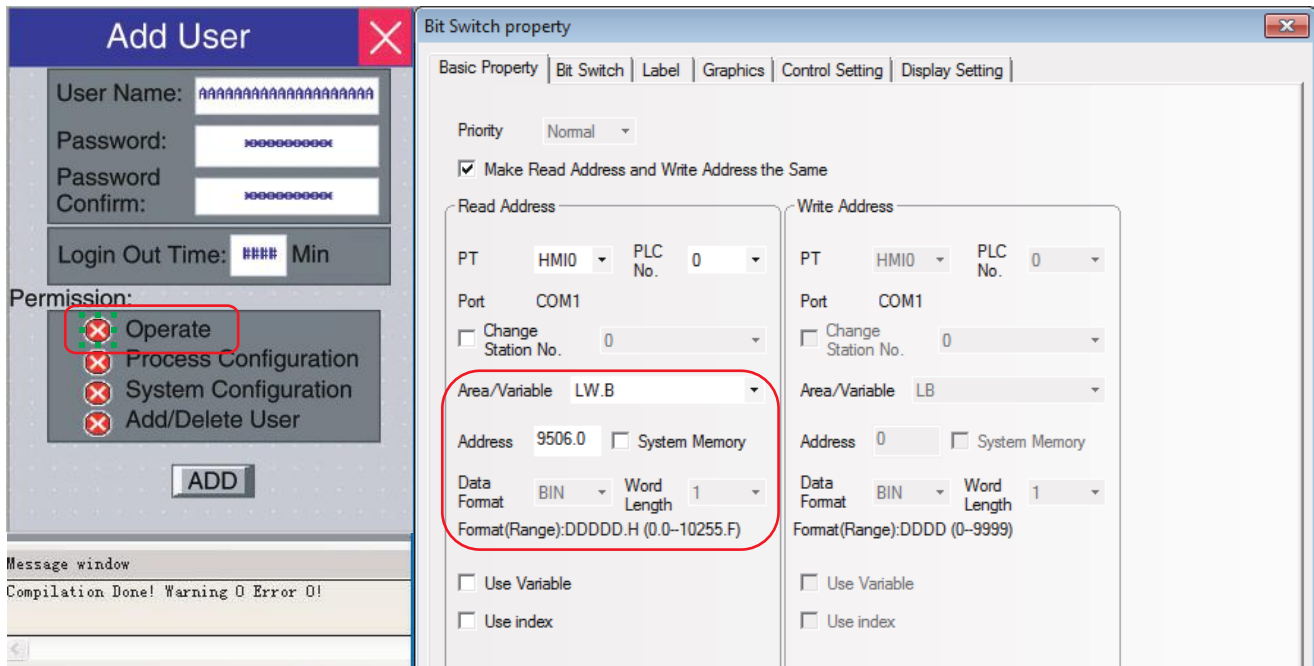 Add User
User Name: AAAAAAAAAAAAAAAAAAAA
Password: ***********
Password
Confirm: ***********
Login Out Time: #### Min
Permission:
Operate
Process Configuration
System Configuration
Add/Delete User
ADD
Message window
Compilation Done! Warning 0 Error 0!
Bit Switch property
Basic Property Bit Switch Label Graphics Control Setting Display Setting
Priority Normal
Make Read Address and Write Address the Same
Read Address
PT HMI0 PLC No. 0
Port COM1
Change Station No. 0
Area/Variable LW.B
Address 9506.0 System Memory
Data Format BIN Word Length 1
Format(Range):DDDDD.H (0.0--10255.F)
Use Variable
Use index
Write Address
PT HMI0 PLC No. 0
Port COM1
Change Station No. 0
Area/Variable LB
Address 0 System Memory
Data Format BIN Word Length 1
Format(Range):DDDD (0--9999)
Use Variable
Use index